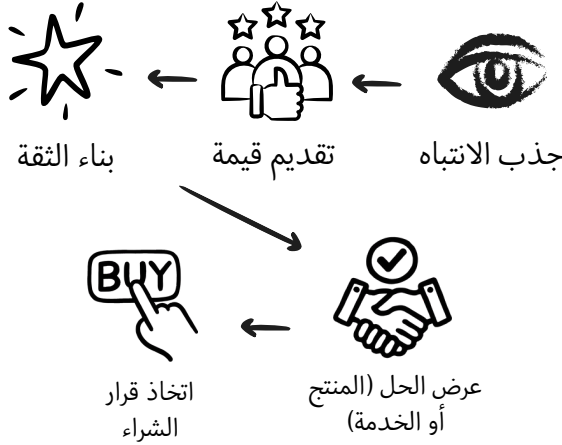 جذب الانتباه
تقديم قيمة
بناء الثقة
عرض الحل (المنتج
أو الخدمة)
BUY
اتخاذ قرار
الشراء